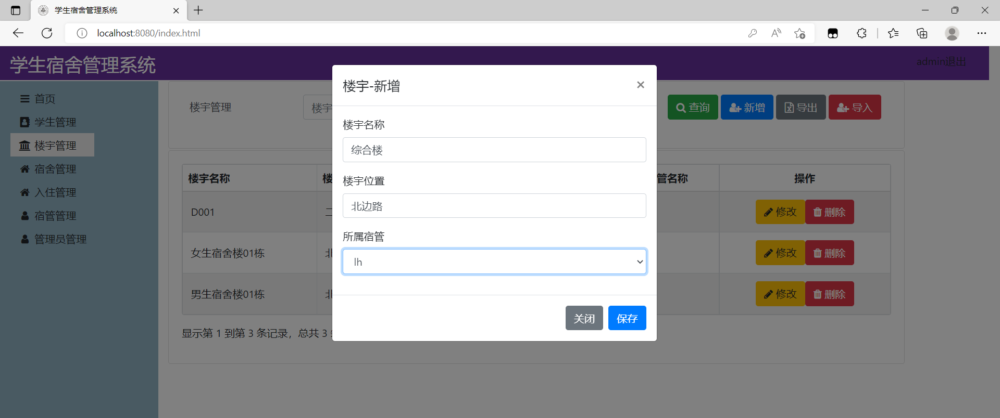 学生宿舍管理系统
localhost:8080/index.html
学生宿舍管理系统
admin退出
首页
学生管理
楼宇管理
宿舍管理
入住管理
宿管管理
管理员管理
楼宇管理
楼宇
查询
新增
导出
导入
楼宇名称
楼
管名称
操作
D001
二
修改
删除
女生宿舍楼01栋
北
修改
删除
男生宿舍楼01栋
北
修改
删除
显示第 1 到第 3 条记录，总共 3
楼宇-新增
×
楼宇名称
综合楼
楼宇位置
北边路
所属宿管
lh
关闭
保存